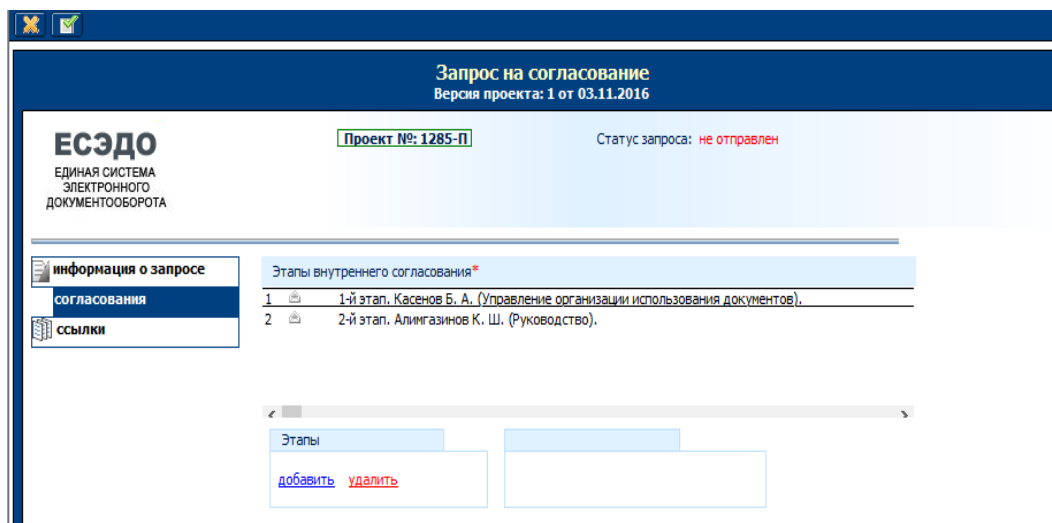 Запрос на согласование
Версия проекта: 1 от 03.11.2016
ЕСЭДО
ЕДИНАЯ СИСТЕМА
ЭЛЕКТРОННОГО
ДОКУМЕНТООБОРОТА
Проект №: 1285-П
Статус запроса: не отправлен
информация о запросе
согласования
ссылки
Этапы внутреннего согласования*
1 1-й этап. Касенов Б. А. (Управление организации использования документов).
2 2-й этап. Алимгазинов К. Ш. (Руководство).
Этапы
добавить удалить